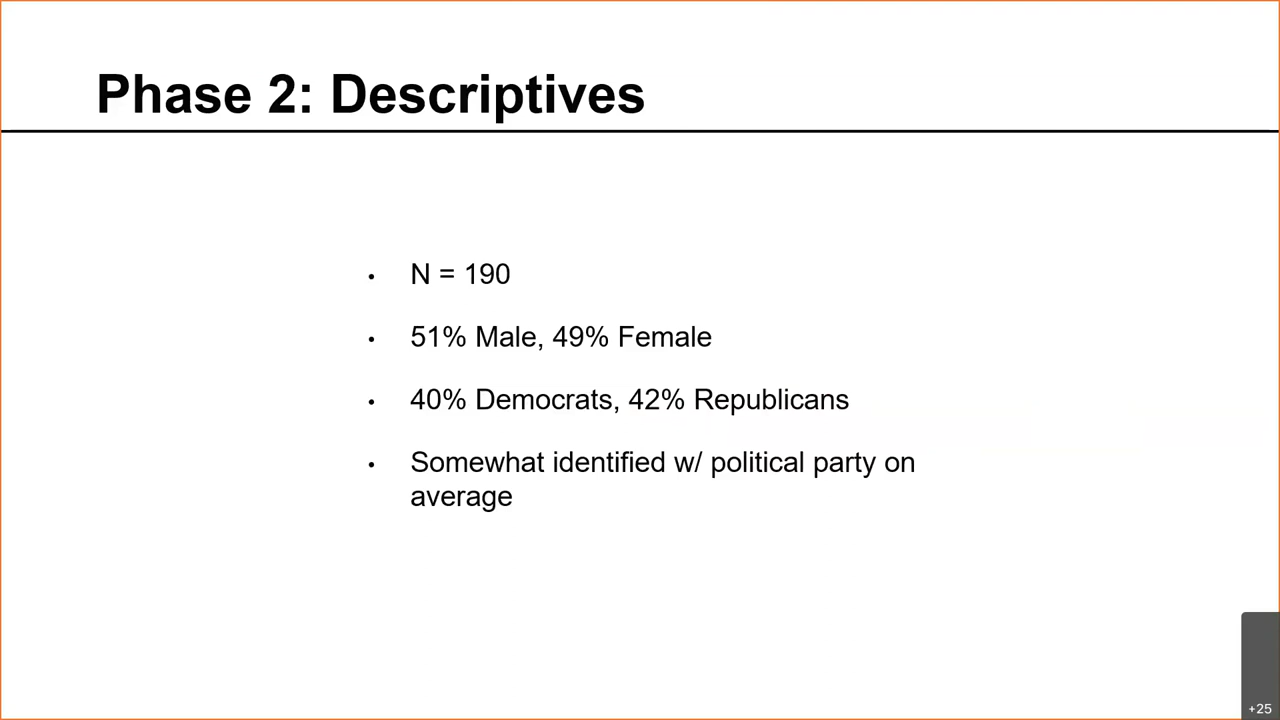 Phase 2: Descriptives
• N = 190
• 51% Male, 49% Female
• 40% Democrats, 42% Republicans
• Somewhat identified w/ political party on
average
+25